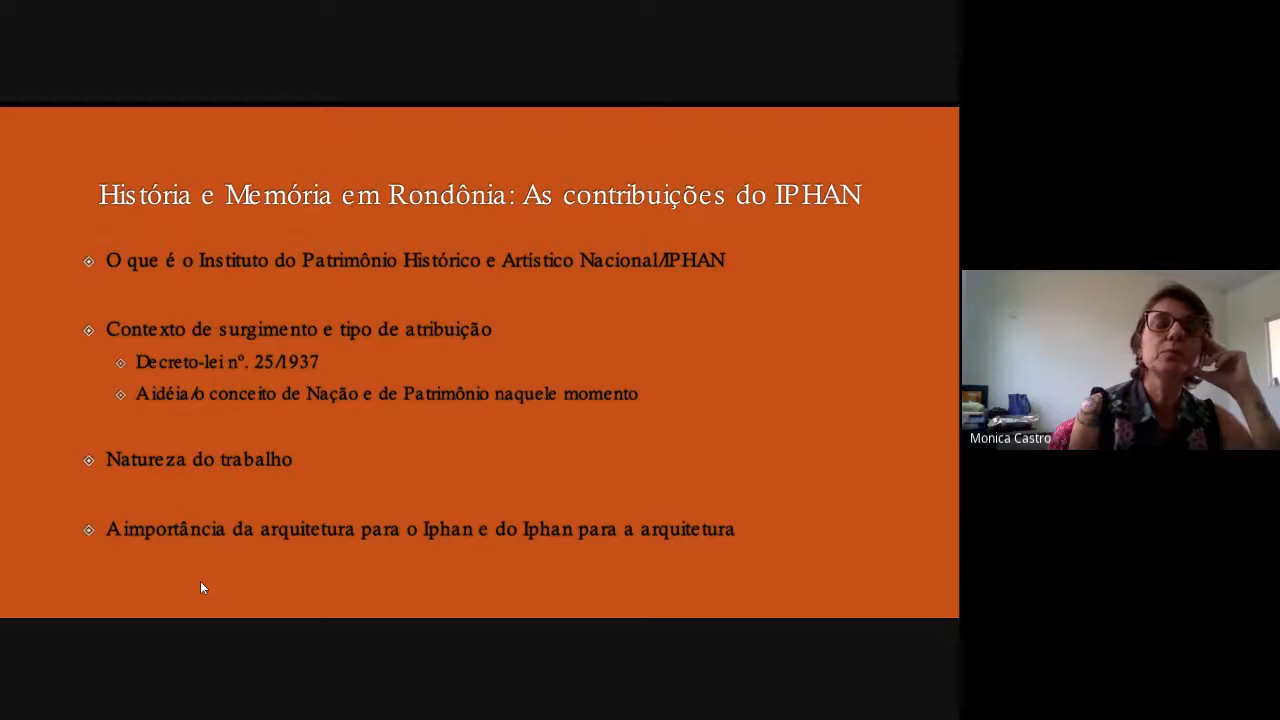 História e Memória em Rondônia: As contribuições do IPHAN
O que é o Instituto do Patrimônio Histórico e Artístico Nacional/IPHAN
Contexto de surgimento e tipo de atribuição
Decreto-lei nº. 25/1937
A idéia/o conceito de Nação e de Patrimônio naquele momento
Natureza do trabalho
A importância da arquitetura para o Iphan e do Iphan para a arquitetura
Monica Castro